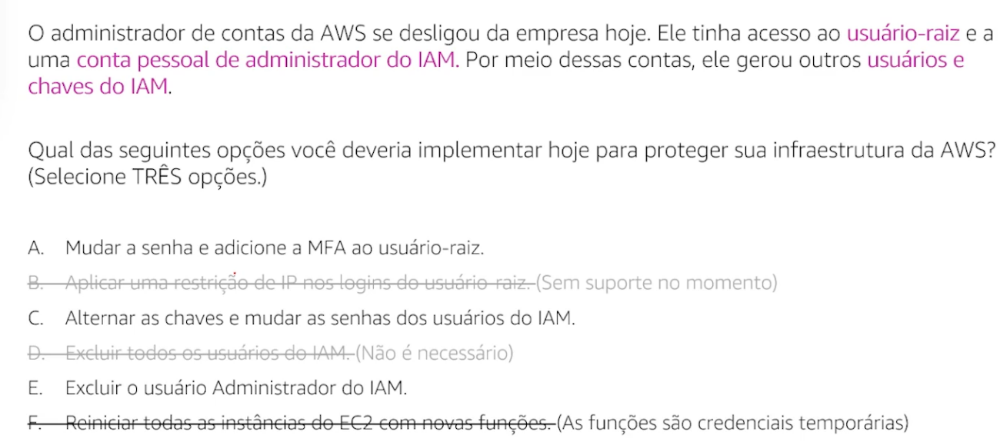 O administrador de contas da AWS se desligou da empresa hoje. Ele tinha acesso ao usuário-raiz e a
uma conta pessoal de administrador do IAM. Por meio dessas contas, ele gerou outros usuários e
chaves do IAM.
Qual das seguintes opções você deveria implementar hoje para proteger sua infraestrutura da AWS?
(Selecione TRÊS opções.)
A. Mudar a senha e adicione a MFA ao usuário-raiz.
B. Aplicar uma restrição de IP nos logins do usuário-raiz. (Sem suporte no momento)
C. Alternar as chaves e mudar as senhas dos usuários do IAM.
D. Excluir todos os usuários do IAM. (Não é necessário)
E. Excluir o usuário Administrador do IAM.
F. Reiniciar todas as instâncias do EC2 com novas funções. (As funções são credenciais temporárias)